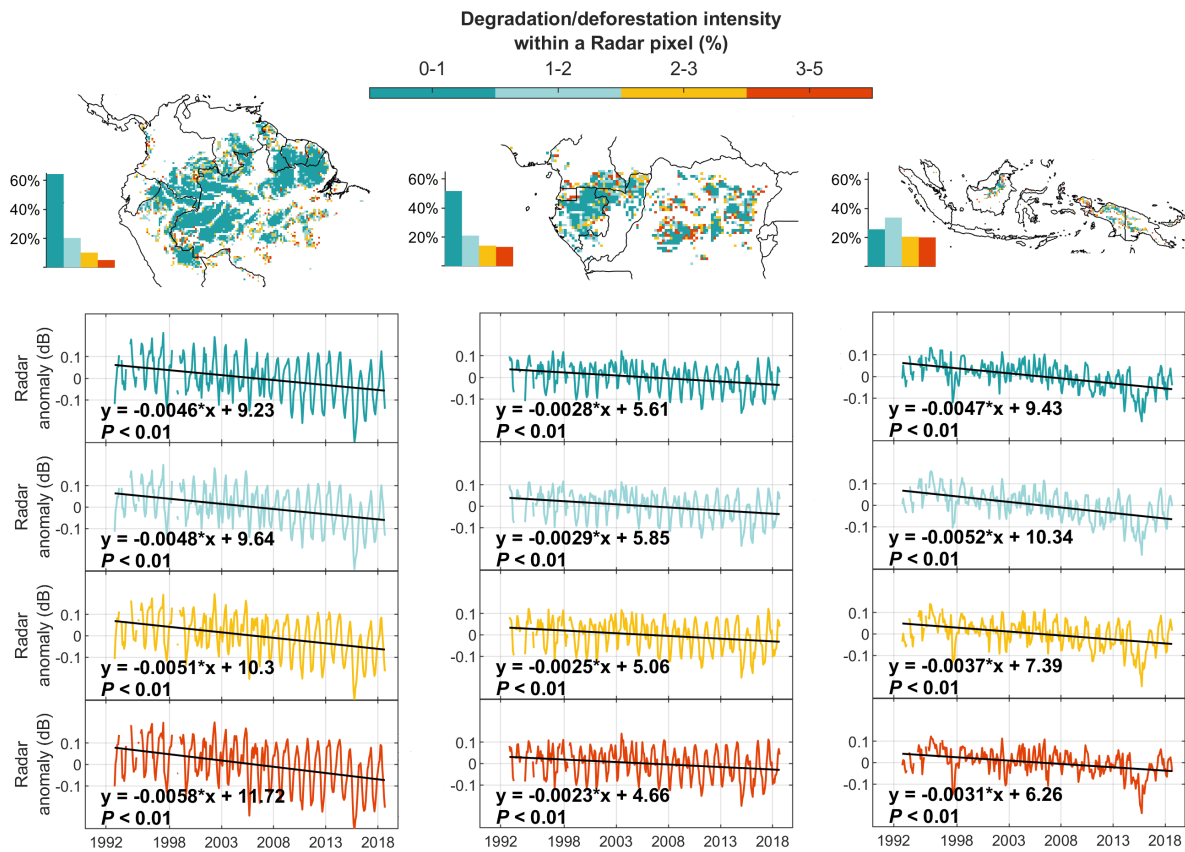 Degradation/deforestation intensity
within a Radar pixel (%)
0-1 1-2 2-3 3-5
60%
40%
20%
60%
40%
20%
60%
40%
20%
Radar
anomaly (dB)
0.1
0
-0.1
y = -0.0046*x + 9.23
P < 0.01
0.1
0
-0.1
y = -0.0028*x + 5.61
P < 0.01
0.1
0
-0.1
y = -0.0047*x + 9.43
P < 0.01
Radar
anomaly (dB)
0.1
0
-0.1
y = -0.0048*x + 9.64
P < 0.01
0.1
0
-0.1
y = -0.0029*x + 5.85
P < 0.01
0.1
0
-0.1
y = -0.0052*x + 10.34
P < 0.01
Radar
anomaly (dB)
0.1
0
-0.1
y = -0.0051*x + 10.3
P < 0.01
0.1
0
-0.1
y = -0.0025*x + 5.06
P < 0.01
0.1
0
-0.1
y = -0.0037*x + 7.39
P < 0.01
Radar
anomaly (dB)
0.1
0
-0.1
y = -0.0058*x + 11.72
P < 0.01
0.1
0
-0.1
y = -0.0023*x + 4.66
P < 0.01
0.1
0
-0.1
y = -0.0031*x + 6.26
P < 0.01
1992 1998 2003 2008 2013 2018
1992 1998 2003 2008 2013 2018
1992 1998 2003 2008 2013 2018